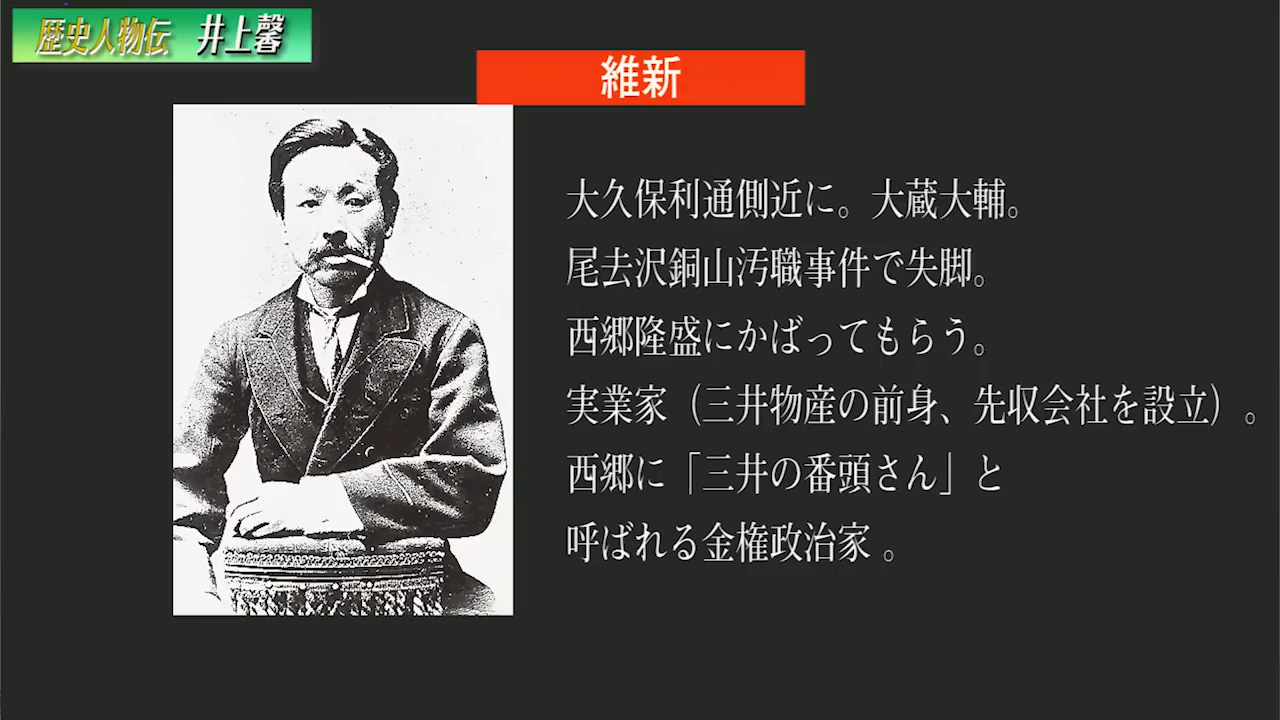 歴史人物伝 井上馨
維新
大久保利通側近に。大蔵大輔。
尾去沢銅山汚職事件で失脚。
西郷隆盛にかばってもらう。
実業家（三井物産の前身、先収会社を設立）。
西郷に「三井の番頭さん」と
呼ばれる金権政治家 。